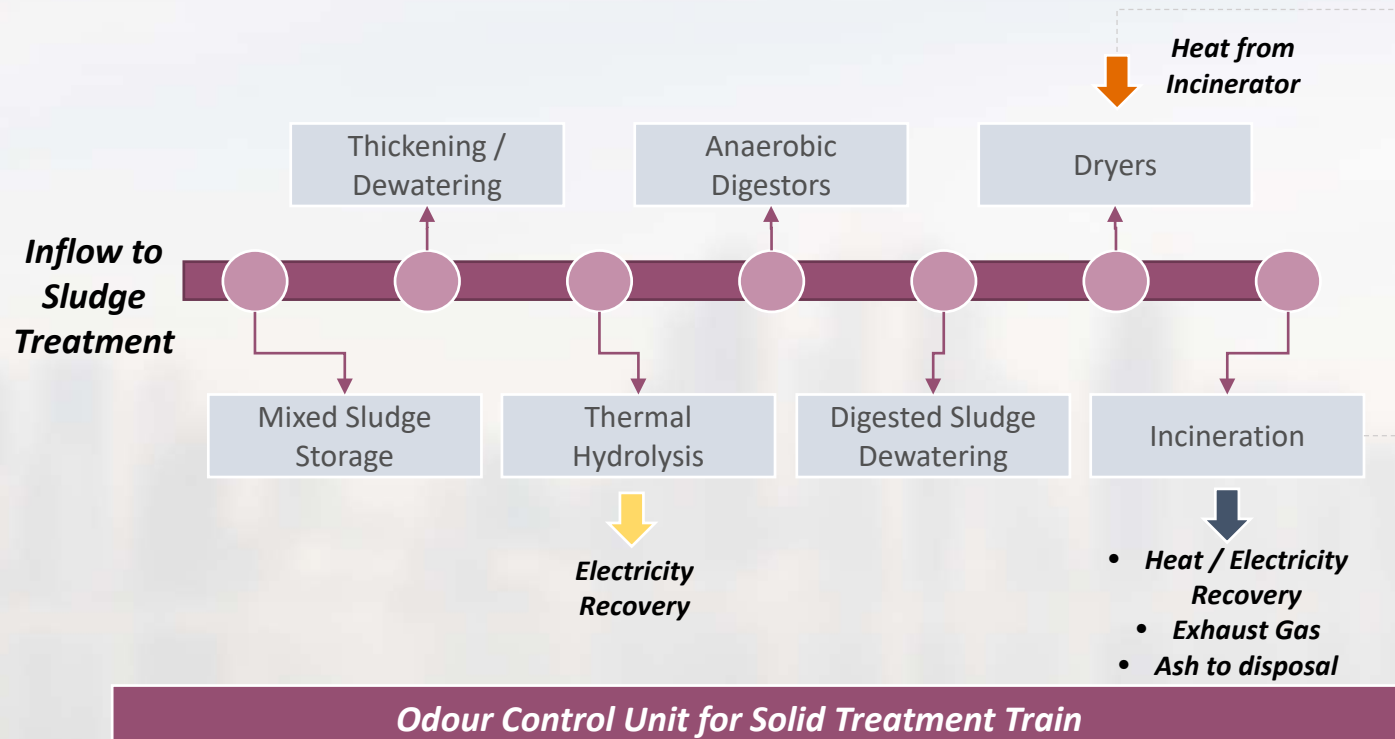 Heat from
Incinerator
Thickening /
Dewatering
Anaerobic
Digestors
Dryers
Inflow to
Sludge
Treatment
Mixed Sludge
Storage
Thermal
Hydrolysis
Digested Sludge
Dewatering
Incineration
Electricity
Recovery
• Heat / Electricity
Recovery
• Exhaust Gas
• Ash to disposal
Odour Control Unit for Solid Treatment Train